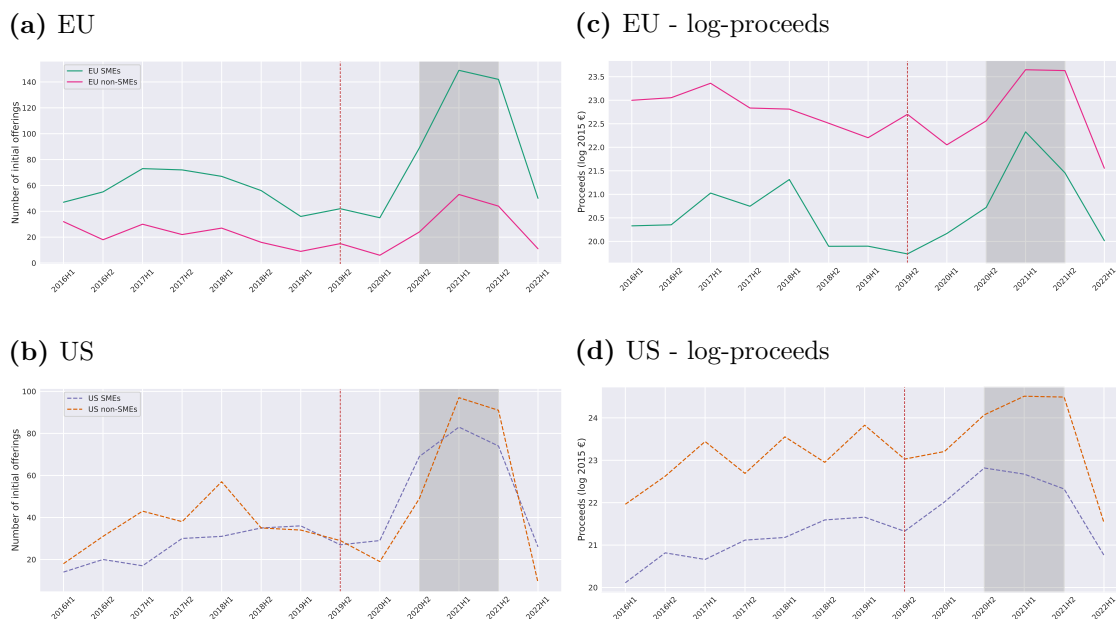 (a) EU
EU SMEs
EU non-SMEs
Number of initial offerings
140
120
100
80
60
40
20
0
2016H1 2016H2 2017H1 2017H2 2018H1 2018H2 2019H1 2019H2 2020H1 2020H2 2021H1 2021H2 2022H1
(c) EU - log-proceeds
Proceeds (log 2015 €)
23.5
23.0
22.5
22.0
21.5
21.0
20.5
20.0
2016H1 2016H2 2017H1 2017H2 2018H1 2018H2 2019H1 2019H2 2020H1 2020H2 2021H1 2021H2 2022H1
(b) US
US SMEs
US non-SMEs
Number of initial offerings
100
80
60
40
20
2016H1 2016H2 2017H1 2017H2 2018H1 2018H2 2019H1 2019H2 2020H1 2020H2 2021H1 2021H2 2022H1
(d) US - log-proceeds
Proceeds (log 2015 €)
24
23
22
21
20
2016H1 2016H2 2017H1 2017H2 2018H1 2018H2 2019H1 2019H2 2020H1 2020H2 2021H1 2021H2 2022H1